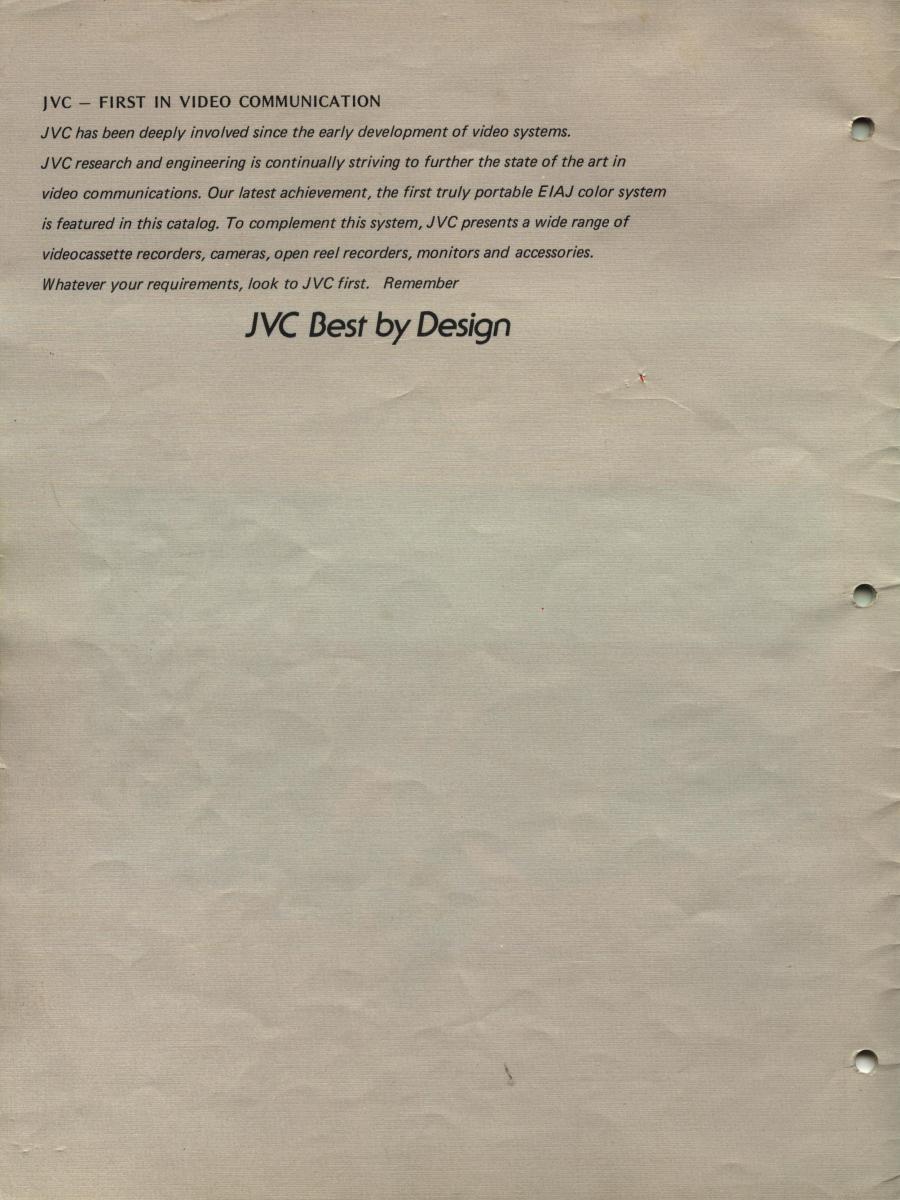 JVC – FIRST IN VIDEO COMMUNICATION
JVC has been deeply involved since the early development of video systems.
JVC research and engineering is continually striving to further the state of the art in
video communications. Our latest achievement, the first truly portable EIAJ color system
is featured in this catalog. To complement this system, JVC presents a wide range of
videocassette recorders, cameras, open reel recorders, monitors and accessories.
Whatever your requirements, look to JVC first. Remember
JVC Best by Design